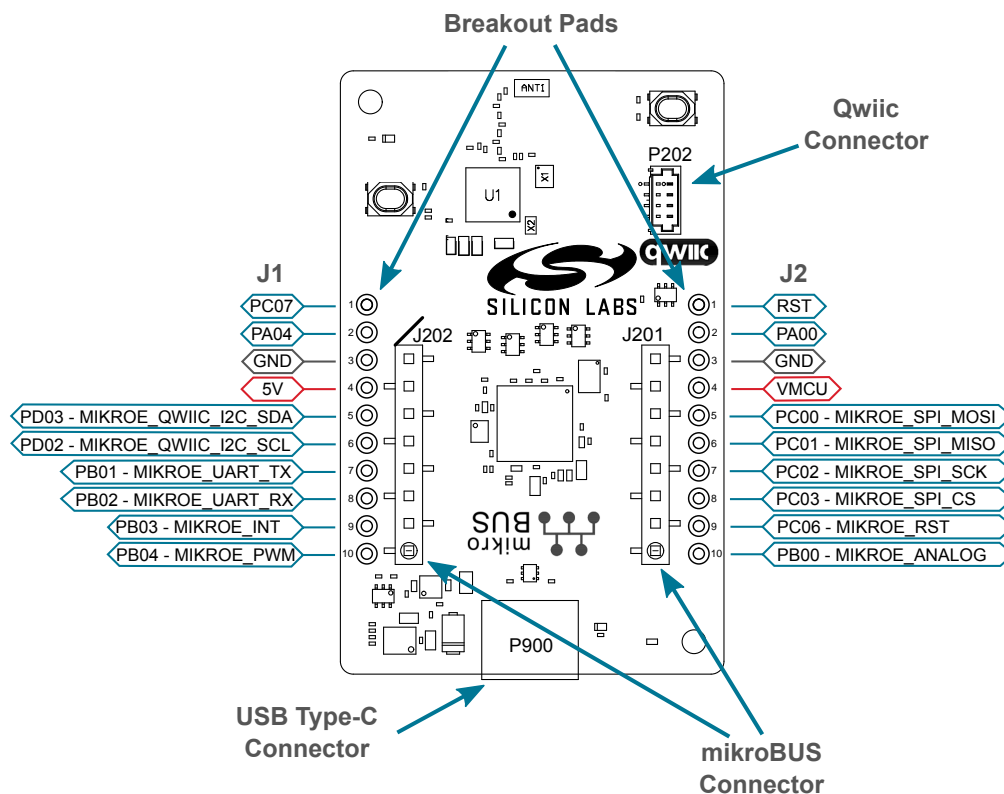 Breakout Pads
ANT1
Qwiic
Connector
P202
U1
X1
X2
qwiic
SILICON LABS
J1
J2
1
PC07
2
PA04
3
GND
4
5V
5
PD03 - MIKROE_QWIIC_I2C_SDA
6
PD02 - MIKROE_QWIIC_I2C_SCL
7
PB01 - MIKROE_UART_TX
8
PB02 - MIKROE_UART_RX
9
PB03 - MIKROE_INT
10
PB04 - MIKROE_PWM
J202
J201
1
RST
2
PA00
3
GND
4
VMCU
5
PC00 - MIKROE_SPI_MOSI
6
PC01 - MIKROE_SPI_MISO
7
PC02 - MIKROE_SPI_SCK
8
PC03 - MIKROE_SPI_CS
9
PC06 - MIKROE_RST
10
PB00 - MIKROE_ANALOG
mikro
BUS
P900
USB Type-C
Connector
mikroBUS
Connector